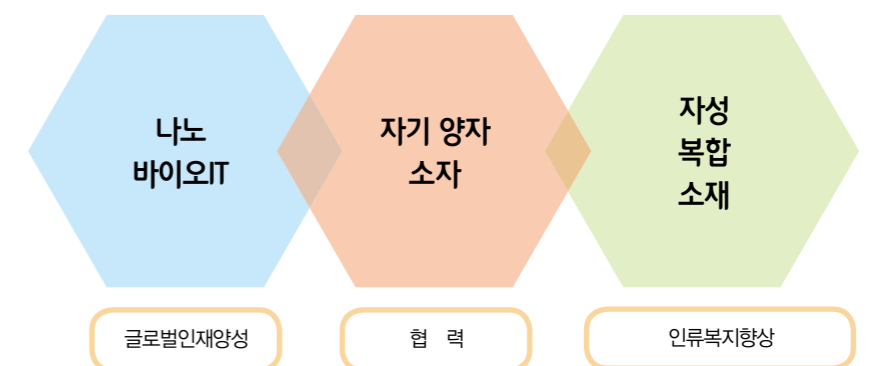 나노
바이오IT
자기 양자
소자
자성
복합
소재
글로벌인재양성
협 력
인류복지향상